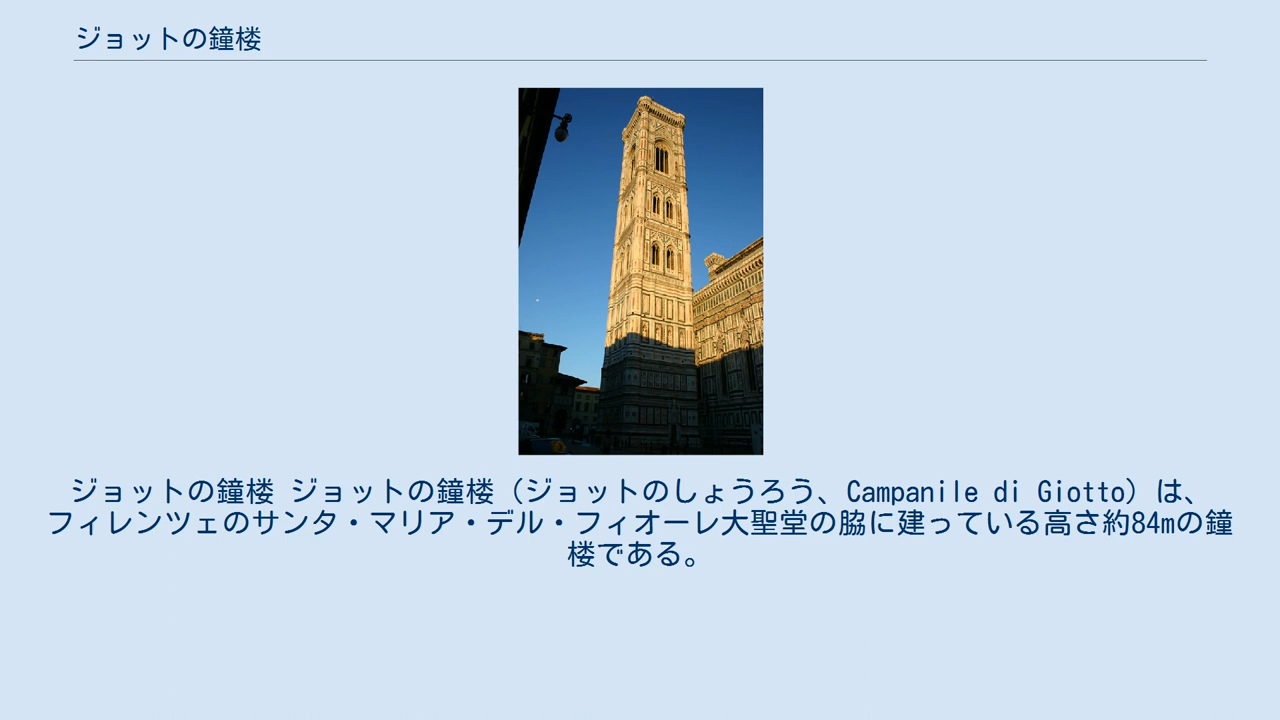 ジョットの鐘楼
ジョットの鐘楼 ジョットの鐘楼（ジョットのしょうろう、Campanile di Giotto）は、
フィレンツェのサンタ・マリア・デル・フィオーレ大聖堂の脇に建っている高さ約84mの鐘
楼である。